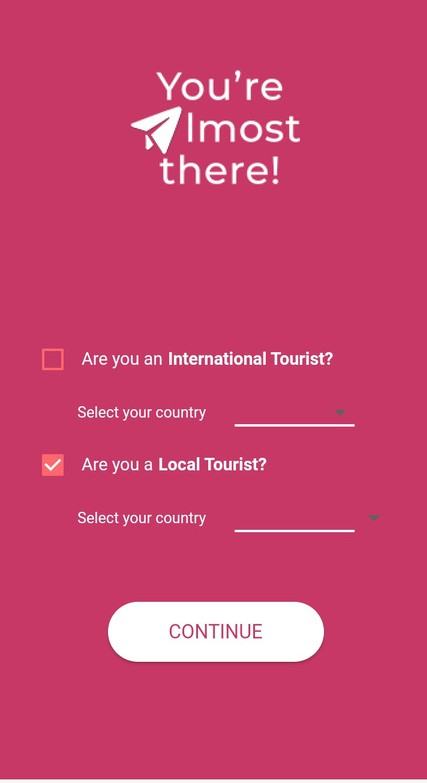 You're
lmost
there!
Are you an International Tourist?
Select your country
Are you a Local Tourist?
Select your country
CONTINUE